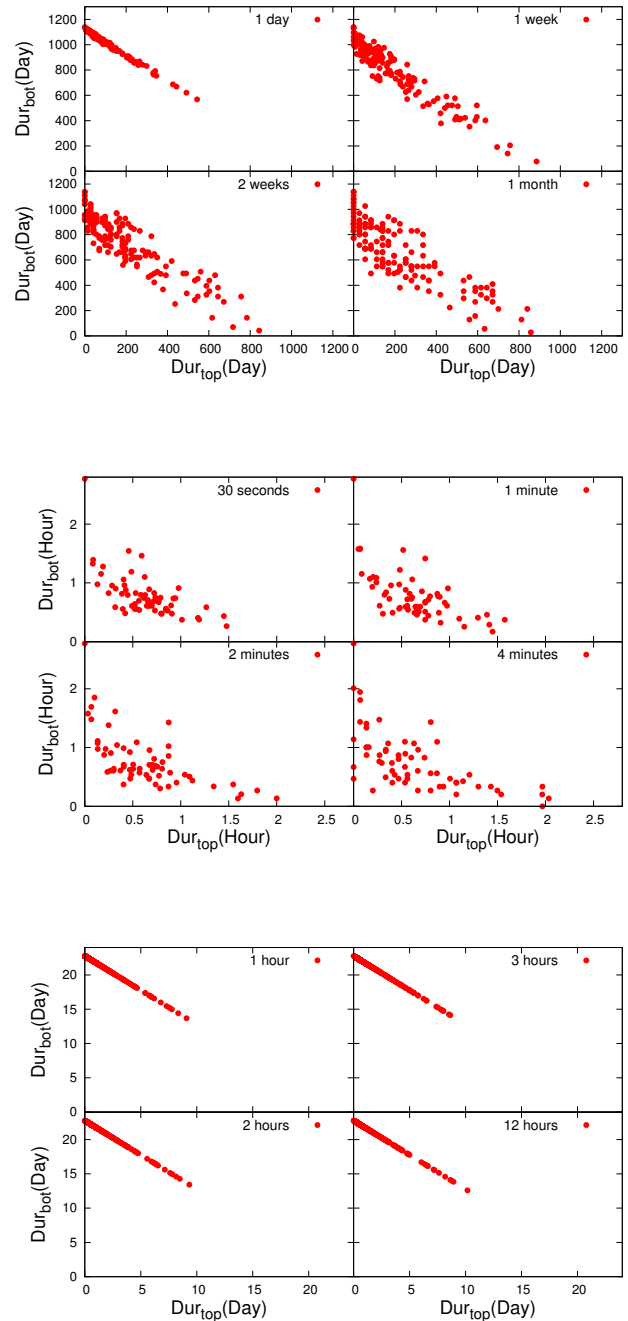 1 day
1 week
1200
1000
800
600
400
200
0
Dur_bot(Day)
2 weeks
1 month
1200
1000
800
600
400
200
0
Dur_bot(Day)
0 200 400 600 800 1000 1200 0 200 400 600 800 1000 1200
Dur_top(Day) Dur_top(Day)
30 seconds
1 minute
2
1
0
Dur_bot(Hour)
2 minutes
4 minutes
2
1
0
Dur_bot(Hour)
0 0.5 1 1.5 2 2.5 0 0.5 1 1.5 2 2.5
Dur_top(Hour) Dur_top(Hour)
1 hour
3 hours
20
15
10
5
0
Dur_bot(Day)
2 hours
12 hours
20
15
10
5
0
Dur_bot(Day)
0 5 10 15 20 0 5 10 15 20
Dur_top(Day) Dur_top(Day)